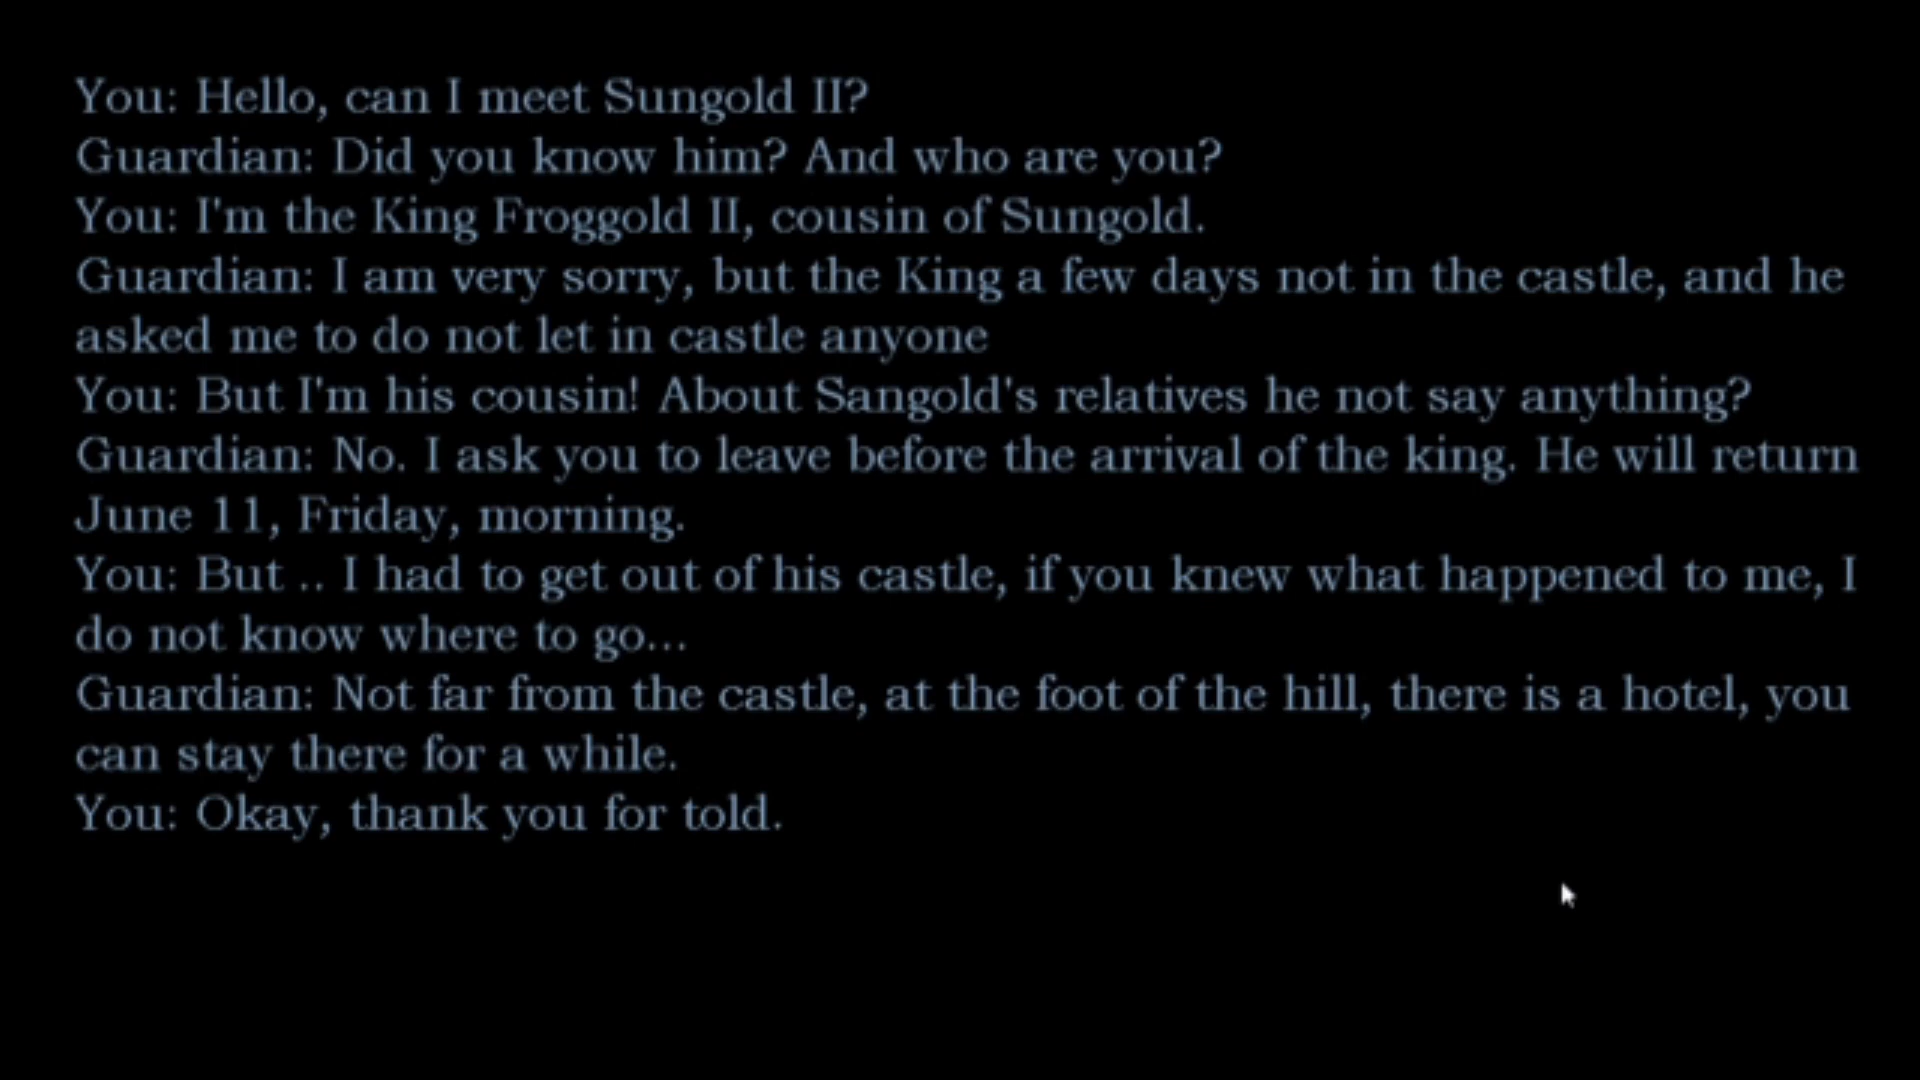 You: Hello, can I meet Sungold II?
Guardian: Did you know him? And who are you?
You: I'm the King Froggold II, cousin of Sungold.
Guardian: I am very sorry, but the King a few days not in the castle, and he
asked me to do not let in castle anyone
You: But I'm his cousin! About Sangold's relatives he not say anything?
Guardian: No. I ask you to leave before the arrival of the king. He will return
June 11, Friday, morning.
You: But .. I had to get out of his castle, if you knew what happened to me, I
do not know where to go...
Guardian: Not far from the castle, at the foot of the hill, there is a hotel, you
can stay there for a while.
You: Okay, thank you for told.